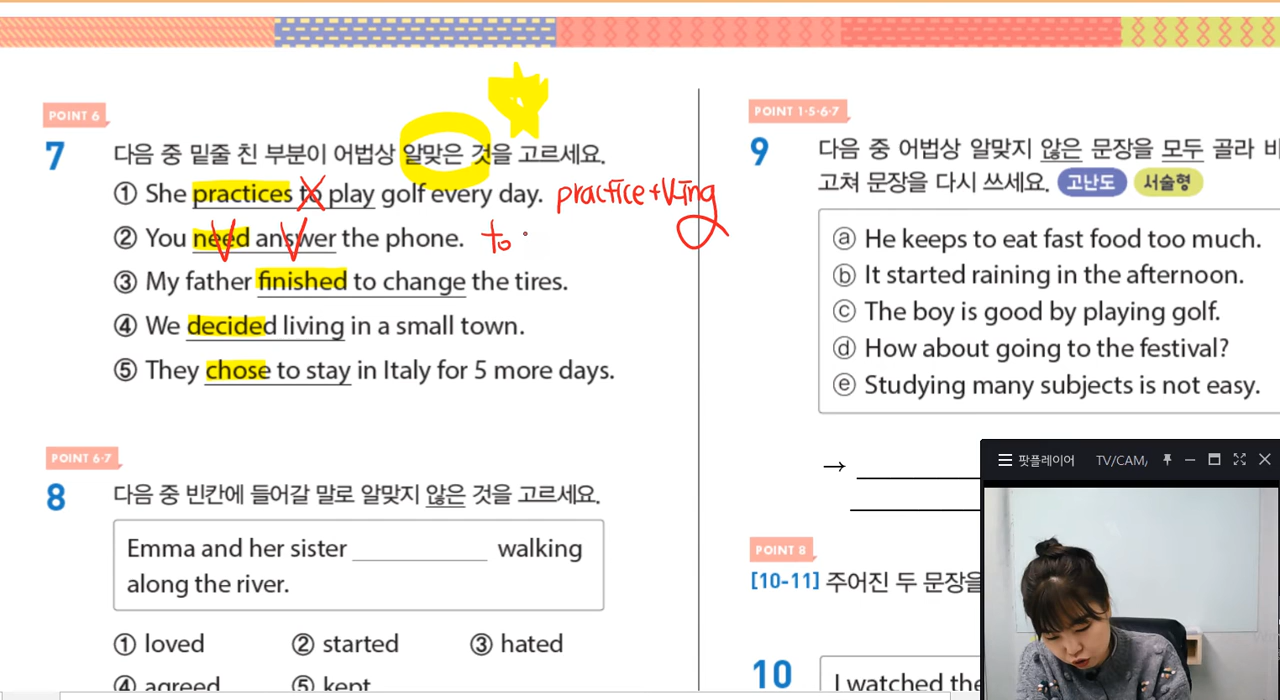 POINT 6
7 다음 중 밑줄 친 부분이 어법상 알맞은 것을 고르세요.
① She practices to play golf every day. practice+Ving
② You need answer the phone. to
③ My father finished to change the tires.
④ We decided living in a small town.
⑤ They chose to stay in Italy for 5 more days.
POINT 6·7
8 다음 중 빈칸에 들어갈 말로 알맞지 않은 것을 고르세요.
Emma and her sister __________ walking
along the river.
① loved ② started ③ hated
④ agreed ⑤ kept
POINT 1·5·6·7
9 다음 중 어법상 알맞지 않은 문장을 모두 골라 바
고쳐 문장을 다시 쓰세요. 고난도 서술형
ⓐ He keeps to eat fast food too much.
ⓑ It started raining in the afternoon.
ⓒ The boy is good by playing golf.
ⓓ How about going to the festival?
ⓔ Studying many subjects is not easy.
→
팟플레이어 TV/CAM/
POINT 8
[10-11] 주어진 두 문장을
10 I watched the